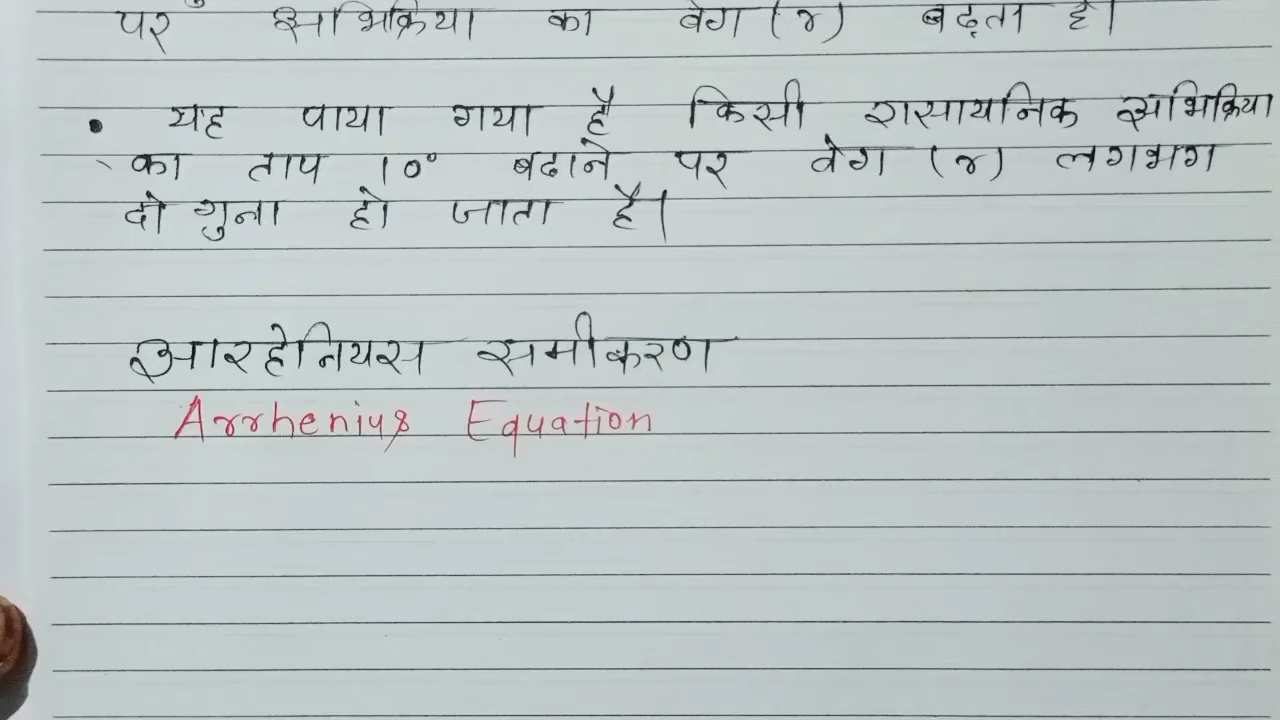 पर अभिक्रिया का वेग (r) बढ़ता है।
• यह पाया गया है किसी रासायनिक अभिक्रिया
का ताप 10° बढाने पर वेग (r) लगभग
दो गुना हो जाता है।
आरहेनियस समीकरण
Arrhenius Equation